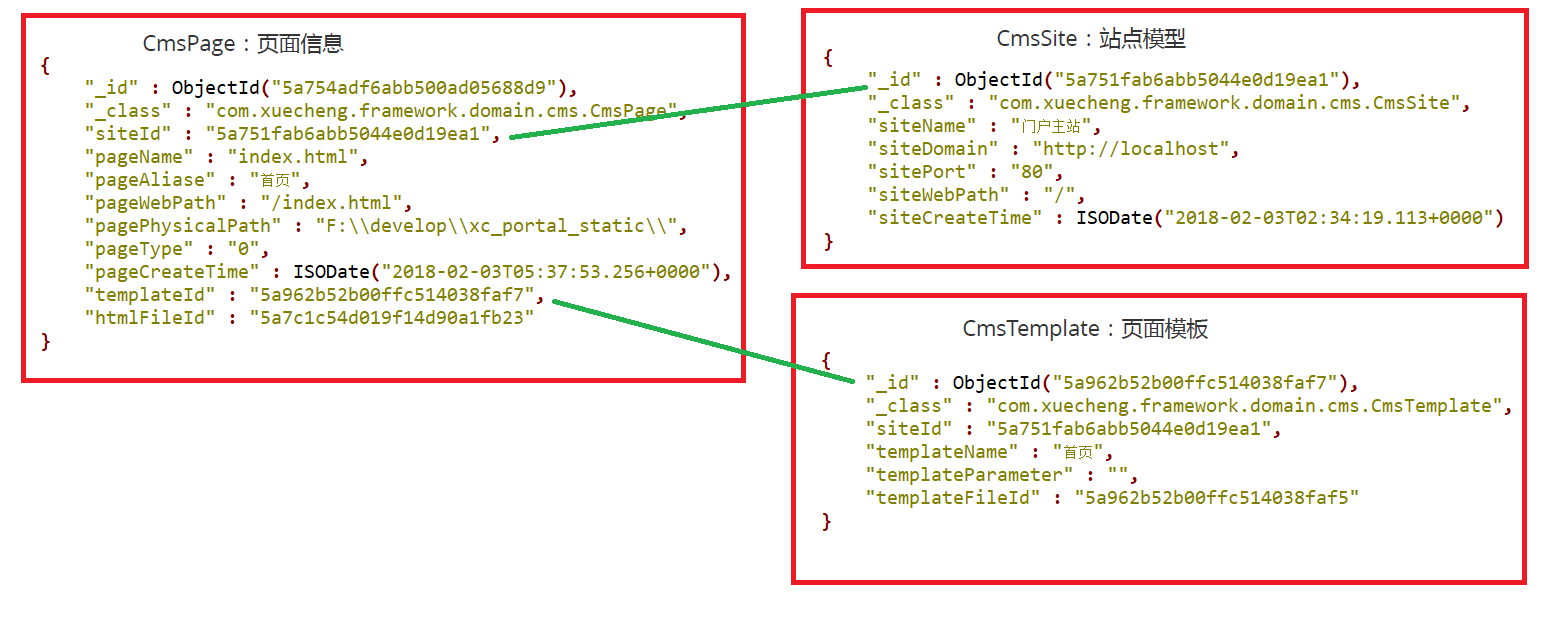 CmsPage：页面信息
{
"_id" : ObjectId("5a754adf6abb500ad05688d9"),
"_class" : "com.xuecheng.framework.domain.cms.CmsPage",
"siteId" : "5a751fab6abb5044e0d19ea1",
"pageName" : "index.html",
"pageAliase" : "首页",
"pageWebPath" : "/index.html",
"pagePhysicalPath" : "F:\\develop\\xc_portal_static\\",
"pageType" : "0",
"pageCreateTime" : ISODate("2018-02-03T05:37:53.256+0000"),
"templateId" : "5a962b52b00ffc514038faf7",
"htmlFileId" : "5a7c1c54d019f14d90a1fb23"
}
CmsSite：站点模型
{
"_id" : ObjectId("5a751fab6abb5044e0d19ea1"),
"_class" : "com.xuecheng.framework.domain.cms.CmsSite",
"siteName" : "门户主站",
"siteDomain" : "http://localhost",
"sitePort" : "80",
"siteWebPath" : "/",
"siteCreateTime" : ISODate("2018-02-03T02:34:19.113+0000")
}
CmsTemplate：页面模板
{
"_id" : ObjectId("5a962b52b00ffc514038faf7"),
"_class" : "com.xuecheng.framework.domain.cms.CmsTemplate",
"siteId" : "5a751fab6abb5044e0d19ea1",
"templateName" : "首页",
"templateParameter" : "",
"templateFileId" : "5a962b52b00ffc514038faf5"
}